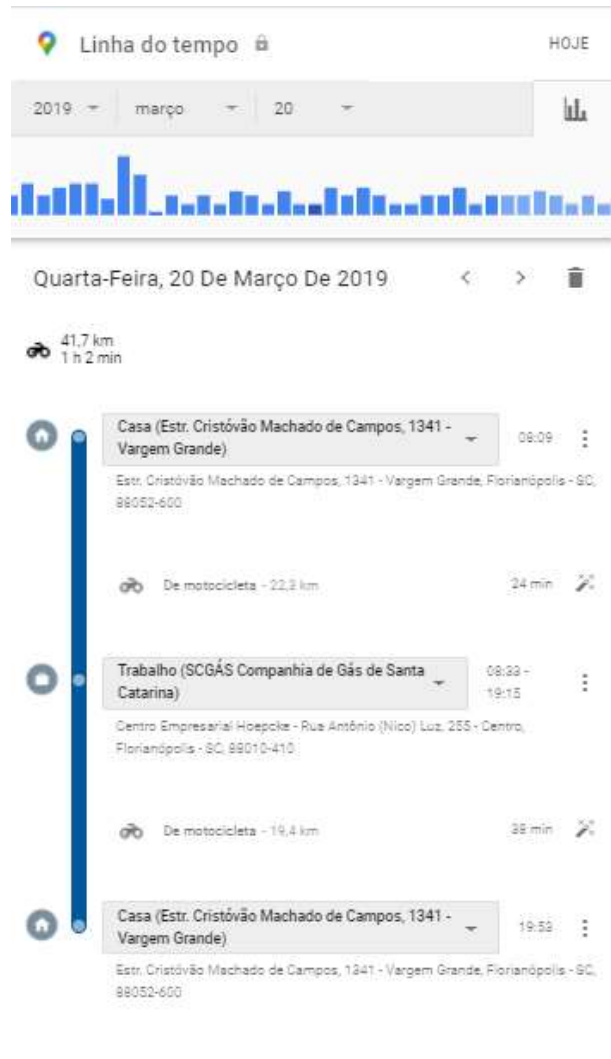 Linha do tempo
HOJE
2019 março 20
Quarta-Feira, 20 De Março De 2019
41,7 km
1 h 2 min
Casa (Estr. Cristóvão Machado de Campos, 1341 -
Vargem Grande)
08:09
Estr. Cristóvão Machado de Campos, 1341 - Vargem Grande, Florianópolis - SC,
88052-600
De motocicleta - 22,3 km
24 min
Trabalho (SCGÁS Companhia de Gás de Santa
Catarina)
08:33 -
19:15
Centro Empresarial Hoepcke - Rua Antônio (Nico) Luz, 255 - Centro,
Florianópolis - SC, 88010-410
De motocicleta - 19,4 km
38 min
Casa (Estr. Cristóvão Machado de Campos, 1341 -
Vargem Grande)
19:53
Estr. Cristóvão Machado de Campos, 1341 - Vargem Grande, Florianópolis - SC,
88052-600